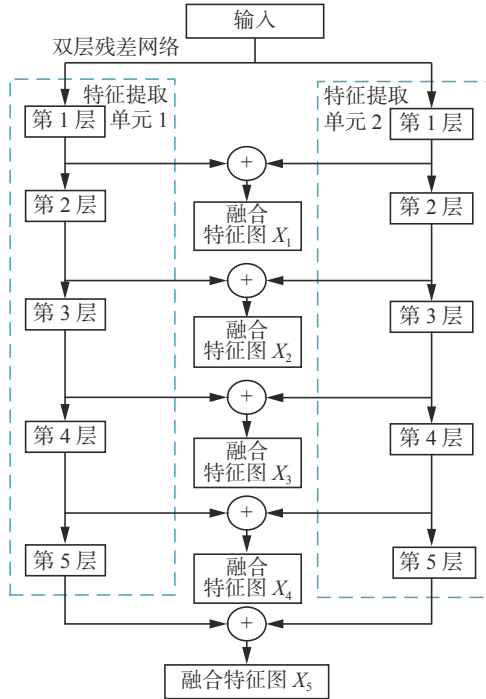 输入
双层残差网络
特征提取
单元 1
特征提取
单元 2
第 1 层
第 1 层
+
融合
特征图 X₁
第 2 层
第 2 层
+
融合
特征图 X₂
第 3 层
第 3 层
+
融合
特征图 X₃
第 4 层
第 4 层
+
融合
特征图 X₄
第 5 层
第 5 层
+
融合特征图 X₅